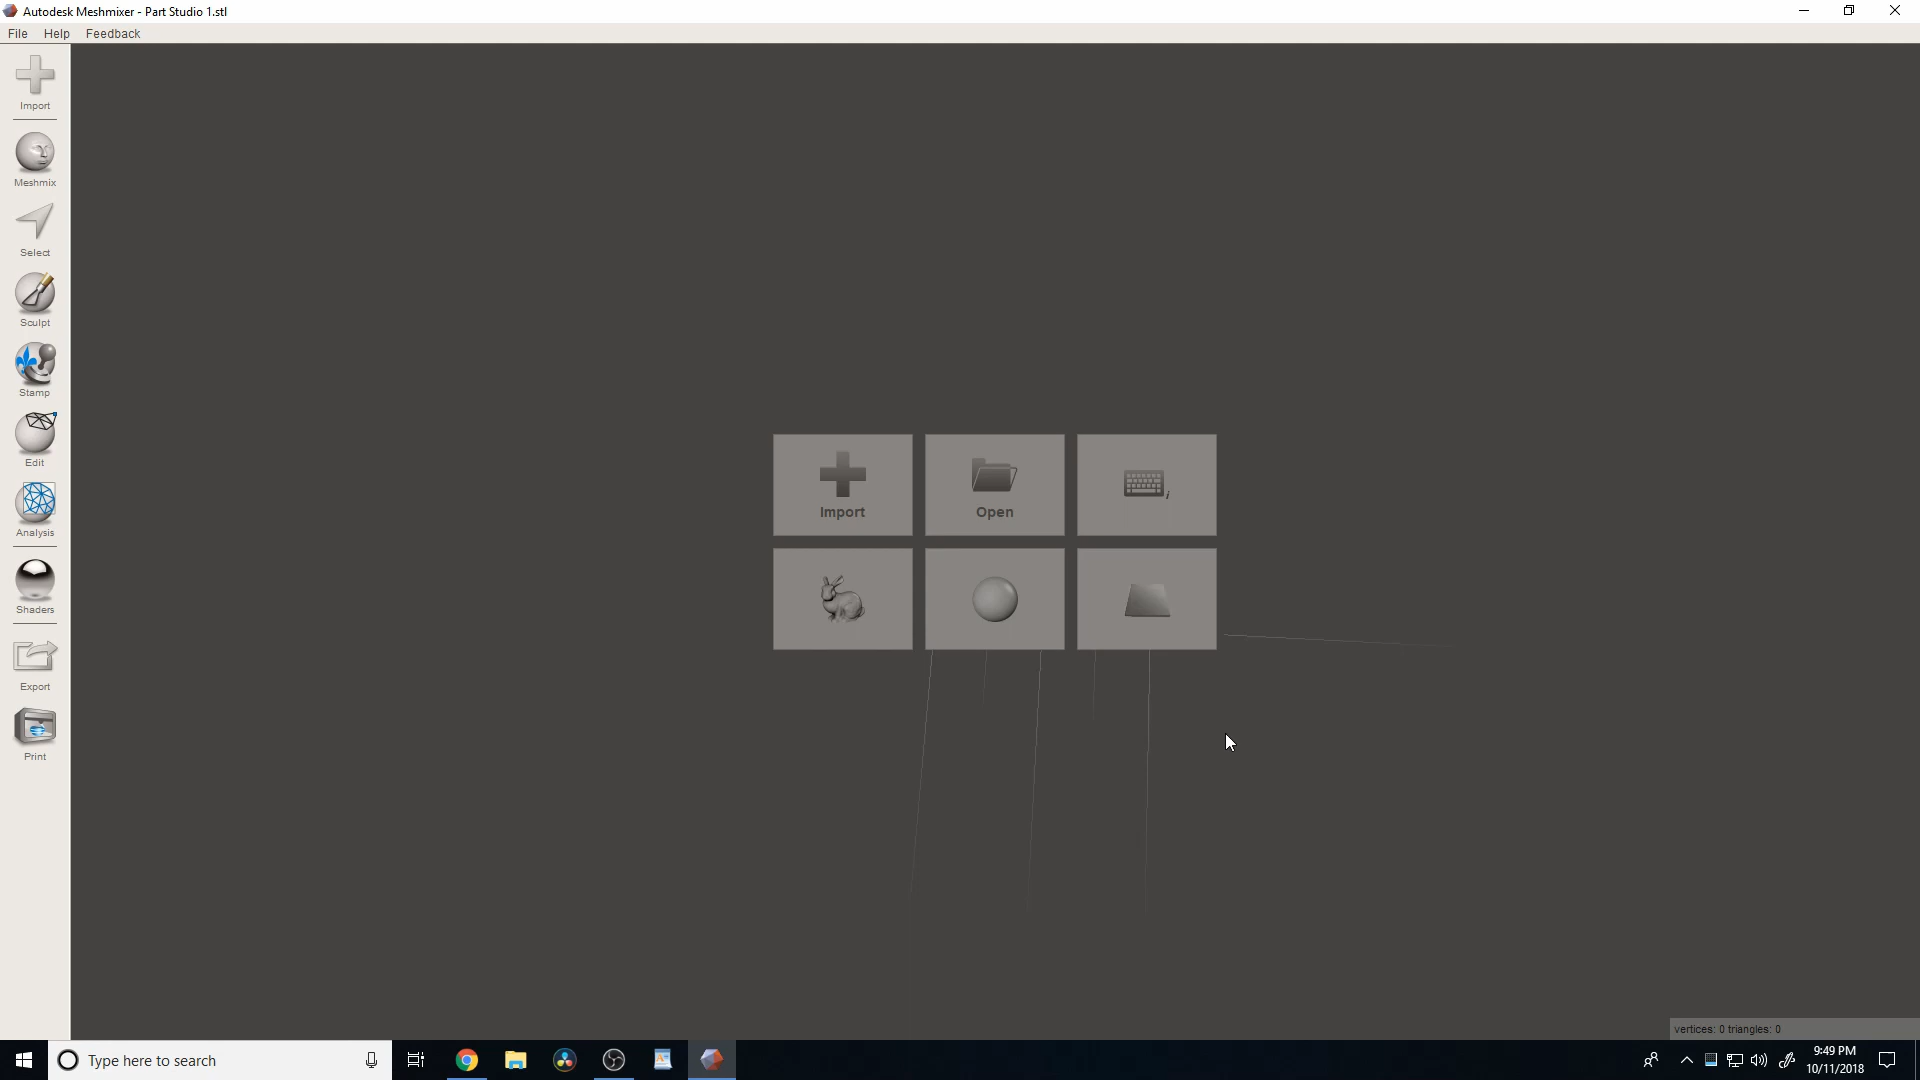 Autodesk Meshmixer - Part Studio 1.stl
File Help Feedback
Import
Meshmix
Select
Sculpt
Stamp
Edit
Analysis
Shaders
Export
Print
Import
Open
i
vertices: 0 triangles: 0
Type here to search
9:49 PM
10/11/2018